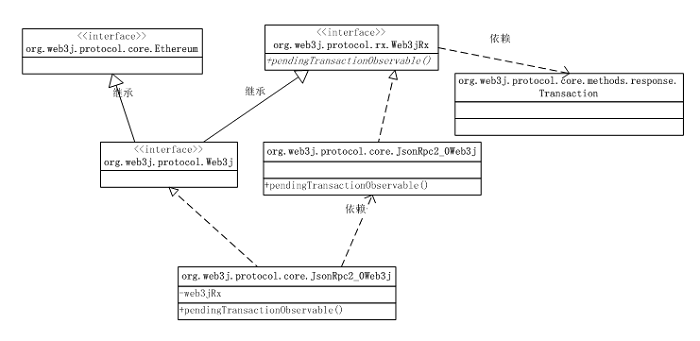 <<interface>>
org.web3j.protocol.core.Ethereum
<<interface>>
org.web3j.protocol.rx.Web3jRx
+pendingTransactionObservable()
依赖
org.web3j.protocol.core.methods.response.
Transaction
继承
继承
<<interface>>
org.web3j.protocol.Web3j
org.web3j.protocol.core.JsonRpc2_0Web3j
+pendingTransactionObservable()
依赖
org.web3j.protocol.core.JsonRpc2_0Web3j
-web3jRx
+pendingTransactionObservable()